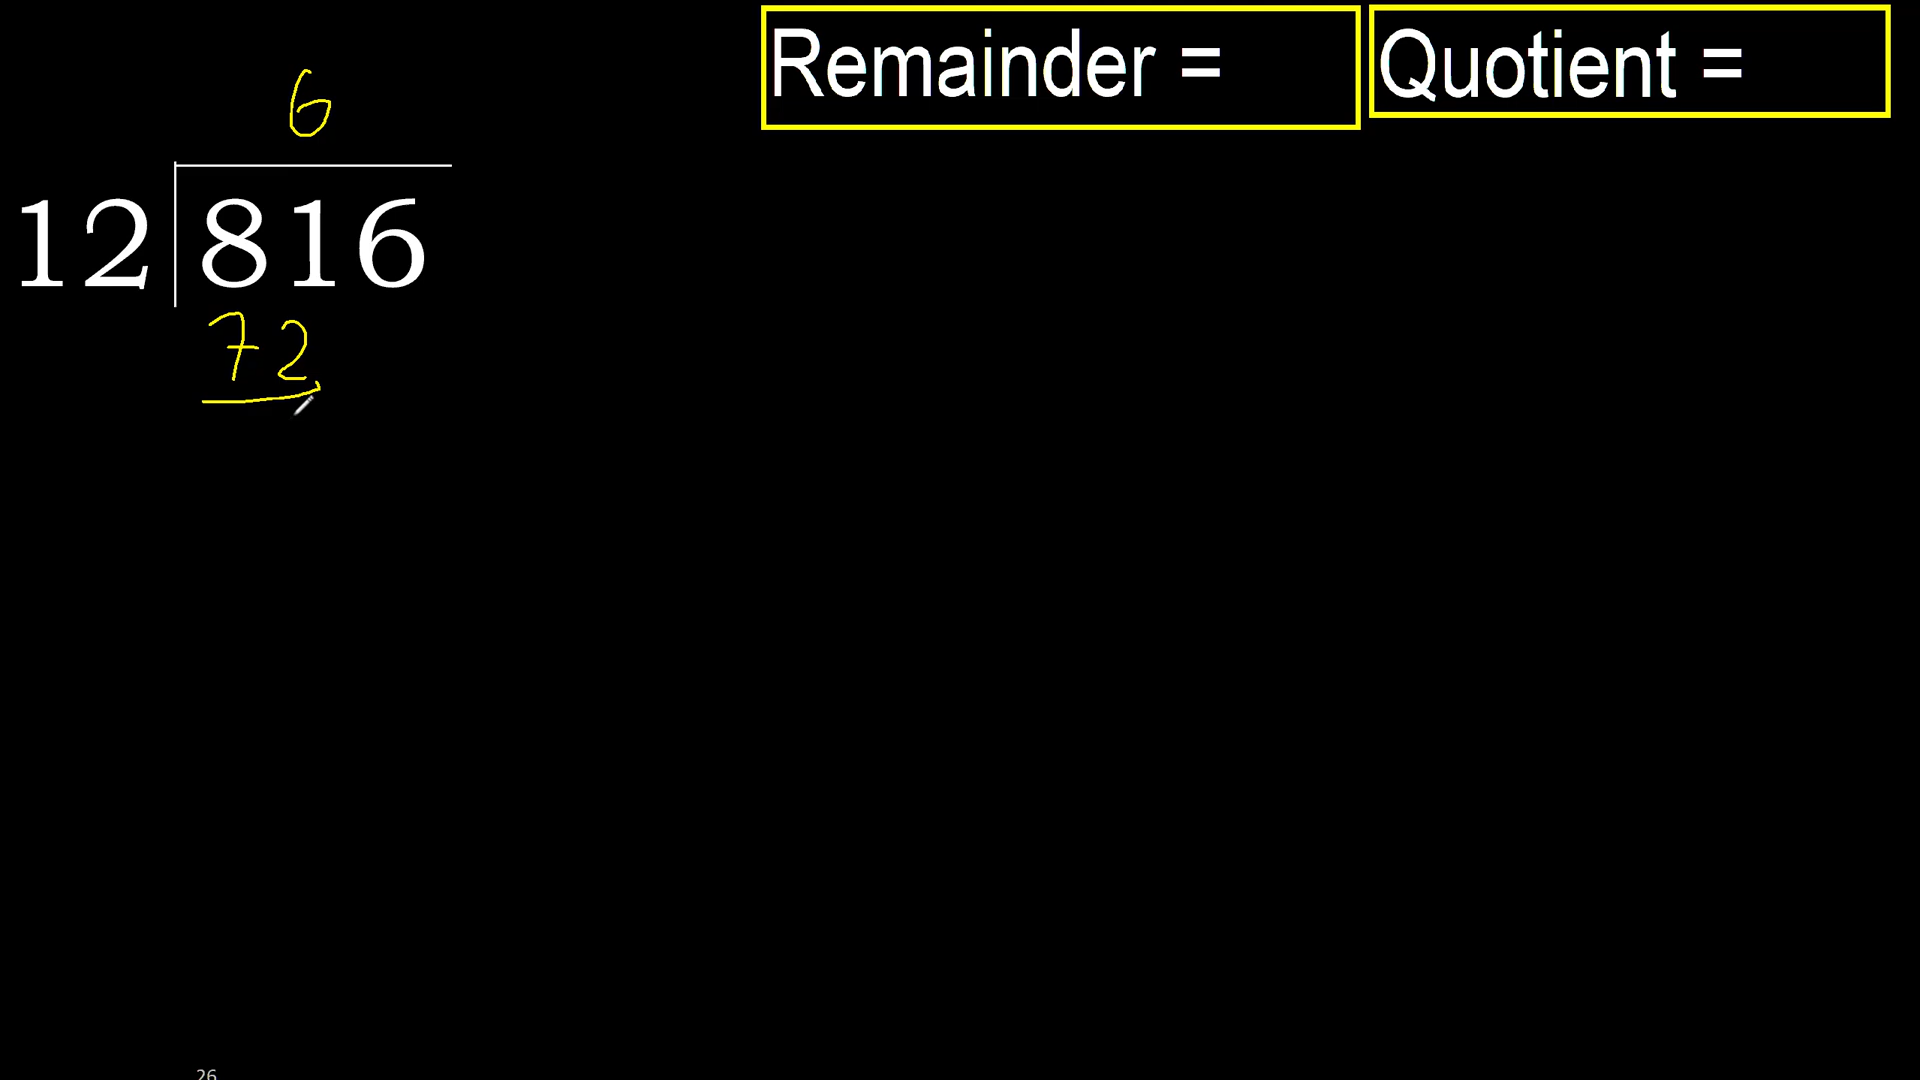 Remainder = Quotient =
6
12 816
72
26